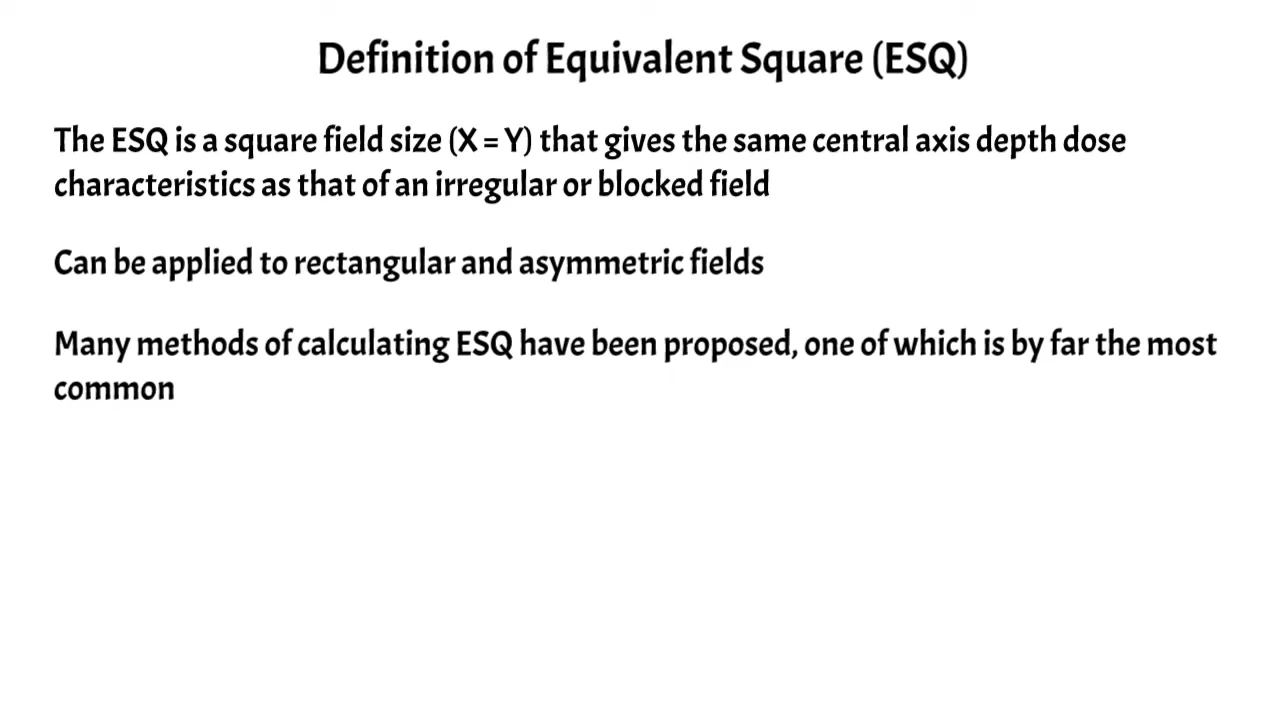 Definition of Equivalent Square (ESQ)
The ESQ is a square field size (X = Y) that gives the same central axis depth dose
characteristics as that of an irregular or blocked field
Can be applied to rectangular and asymmetric fields
Many methods of calculating ESQ have been proposed, one of which is by far the most
common